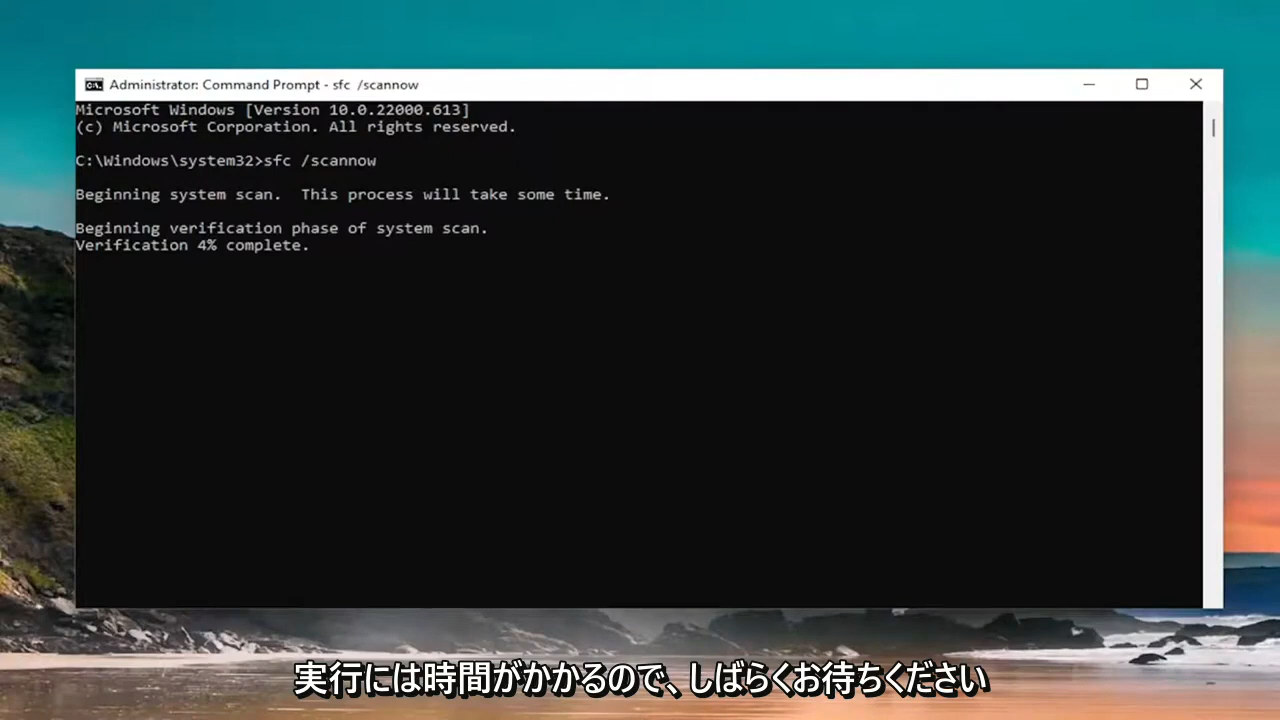 Administrator: Command Prompt - sfc /scannow
Microsoft Windows [Version 10.0.22000.613]
(c) Microsoft Corporation. All rights reserved.
C:\Windows\system32>sfc /scannow
Beginning system scan.  This process will take some time.
Beginning verification phase of system scan.
Verification 4% complete.
実行には時間がかかるので、しばらくお待ちください